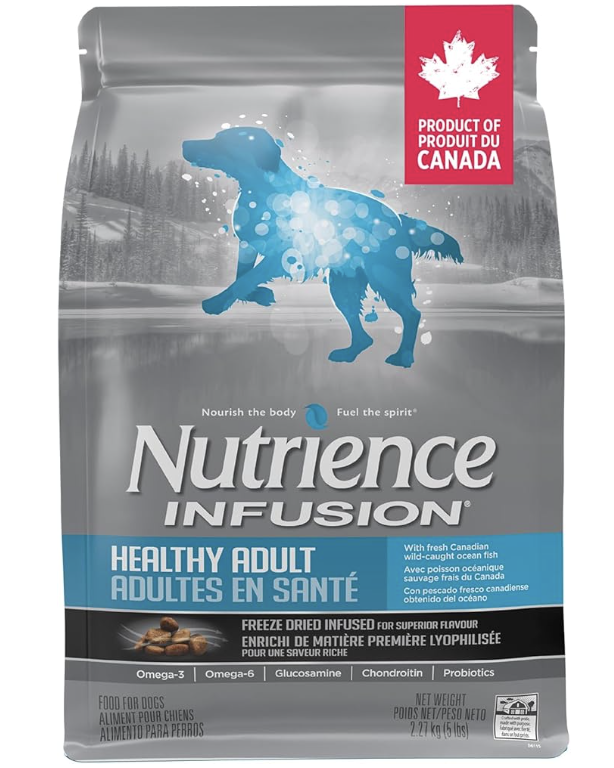 PRODUCT OF
PRODUIT DU
CANADA
Nourish the body Fuel the spirit®
Nutrience
INFUSION®
HEALTHY ADULT
ADULTES EN SANTÉ
With fresh Canadian
wild-caught ocean fish
Avec poisson océanique
sauvage frais du Canada
Con pescado fresco canadiense
obtenido del océano
FREEZE DRIED INFUSED FOR SUPERIOR FLAVOUR
ENRICHI DE MATIÈRE PREMIÈRE LYOPHILISÉE
POUR UNE SAVEUR RICHE
Omega-3 | Omega-6 | Glucosamine | Chondroitin | Probiotics
FOOD FOR DOGS
ALIMENT POUR CHIENS
ALIMENTO PARA PERROS
NET WEIGHT
POIDS NET/PESO NETO
2.27 kg (5 lbs)